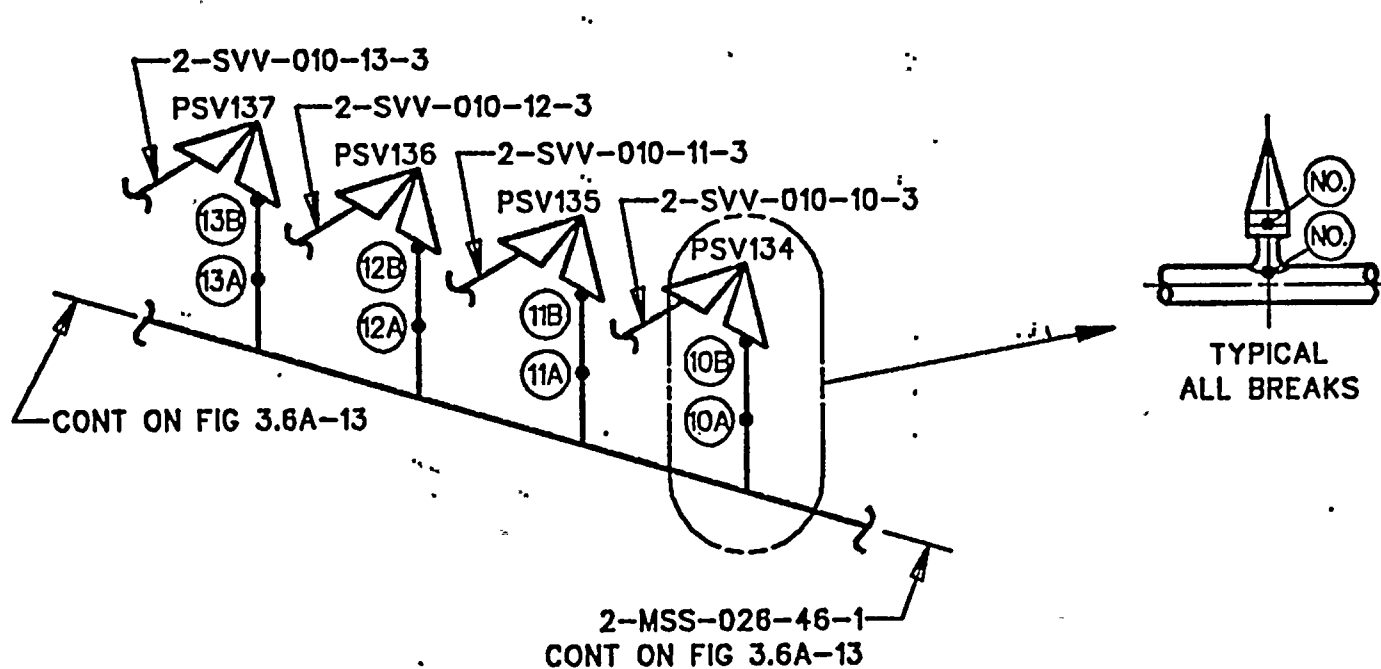 2-SVV-010-13-3
PSV137
2-SVV-010-12-3
PSV136
2-SVV-010-11-3
PSV135
2-SVV-010-10-3
PSV134
13B
13A
12B
12A
11B
11A
10B
10A
NO.
NO.
TYPICAL
ALL BREAKS
CONT ON FIG 3.6A-13
2-MSS-026-46-1
CONT ON FIG 3.6A-13